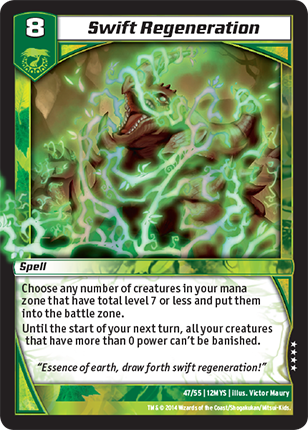 8
Swift Regeneration
Spell
Choose any number of creatures in your mana
zone that have total level 7 or less and put them
into the battle zone.
Until the start of your next turn, all your creatures
that have more than 0 power can't be banished.
"Essence of earth, draw forth swift regeneration!"
47/55 | 12MYS | illus. Victor Maury
TM & © 2014 Wizards of the Coast/Shogakukan/Mitsui-Kids.